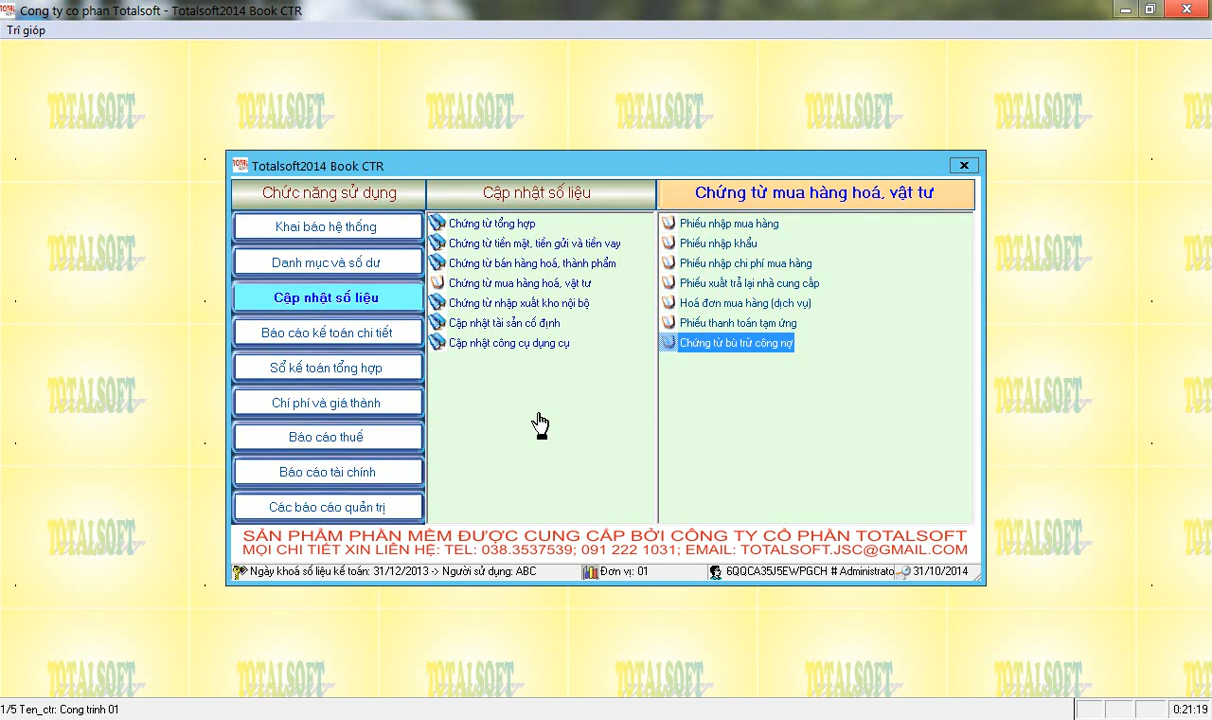 Cong ty co phan Totalsoft - Totalsoft2014 Book CTR
Trî gióp
TOTALSOFT
Totalsoft2014 Book CTR
Chức năng sử dụng
Cập nhật số liệu
Chứng từ mua hàng hoá, vật tư
Khai báo hệ thống
Danh mục và số dư
Cập nhật số liệu
Báo cáo kế toán chi tiết
Sổ kế toán tổng hợp
Chi phí và giá thành
Báo cáo thuế
Báo cáo tài chính
Các báo cáo quản trị
Chứng từ tổng hợp
Chứng từ tiền mặt, tiền gửi và tiền vay
Chứng từ bán hàng hoá, thành phẩm
Chứng từ mua hàng hoá, vật tư
Chứng từ nhập xuất kho nội bộ
Cập nhật tài sản cố định
Cập nhật công cụ dụng cụ
Phiếu nhập mua hàng
Phiếu nhập khẩu
Phiếu nhập chi phí mua hàng
Phiếu xuất trả lại nhà cung cấp
Hoá đơn mua hàng (dịch vụ)
Phiếu thanh toán tạm ứng
Chứng từ bù trừ công nợ
SẢN PHẨM PHẦN MỀM ĐƯỢC CUNG CẤP BỞI CÔNG TY CỔ PHẦN TOTALSOFT
MỌI CHI TIẾT XIN LIÊN HỆ: TEL: 038.3537539; 091 222 1031; EMAIL: TOTALSOFT.JSC@GMAIL.COM
Ngày khoá số liệu kế toán: 31/12/2013 -> Người sử dụng: ABC
Đơn vị: 01
6QQCA35J5EWPGCH # Administrato
31/10/2014
1/5 Ten_ctr: Cong trinh 01
0:21:19